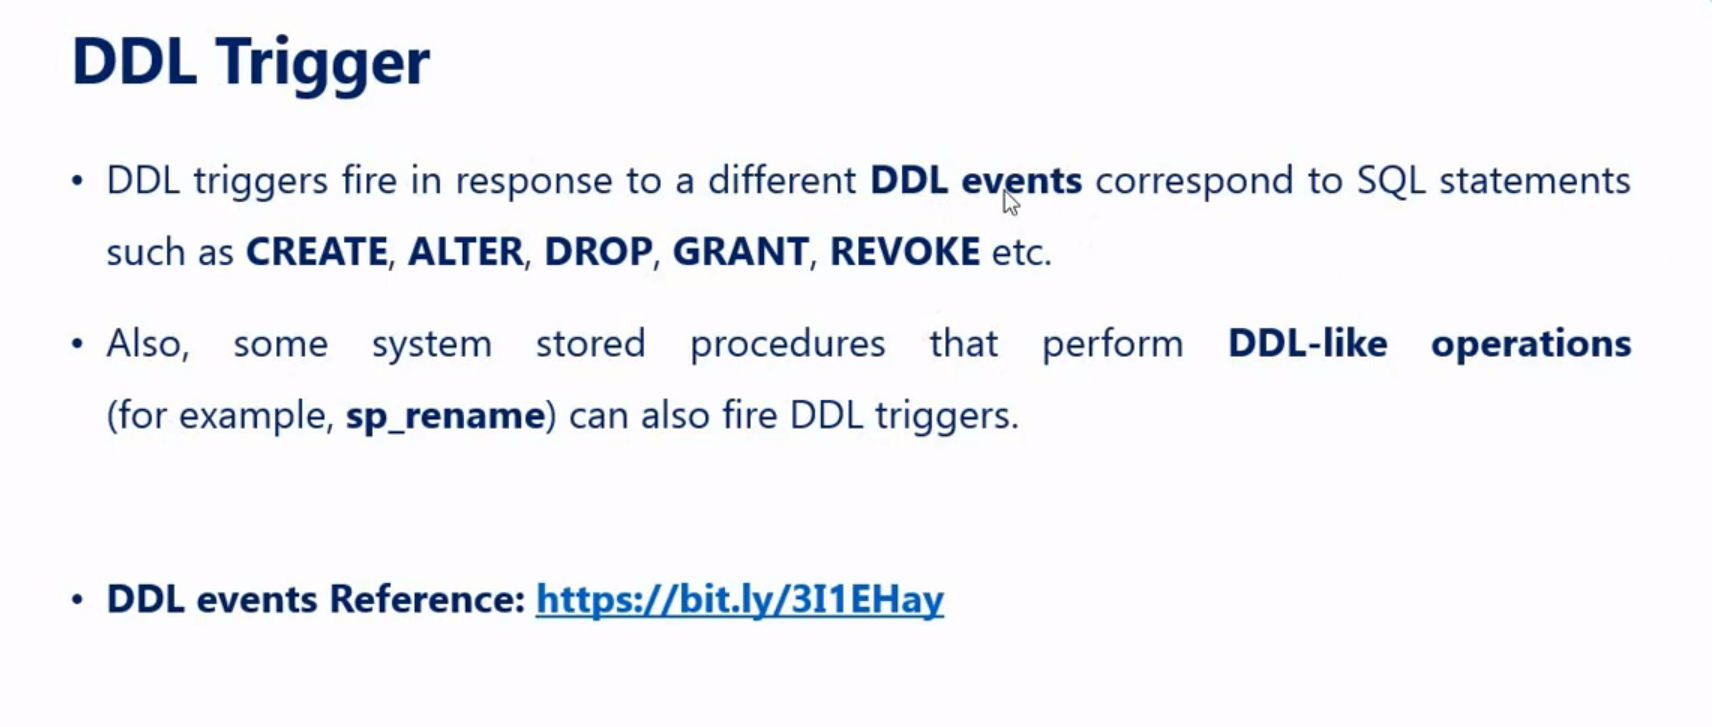 DDL Trigger
• DDL triggers fire in response to a different DDL events correspond to SQL statements
such as CREATE, ALTER, DROP, GRANT, REVOKE etc.
• Also, some system stored procedures that perform DDL-like operations
(for example, sp_rename) can also fire DDL triggers.
• DDL events Reference: https://bit.ly/3I1EHay